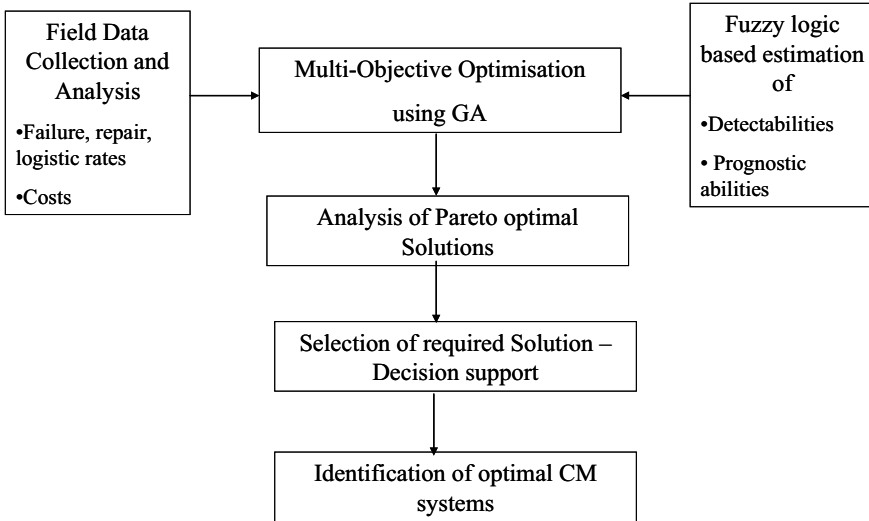 Field Data
Collection and
Analysis
•Failure, repair,
logistic rates
•Costs
Multi-Objective Optimisation
using GA
Fuzzy logic
based estimation
of
•Detectabilities
• Prognostic
abilities
Analysis of Pareto optimal
Solutions
Selection of required Solution –
Decision support
Identification of optimal CM
systems